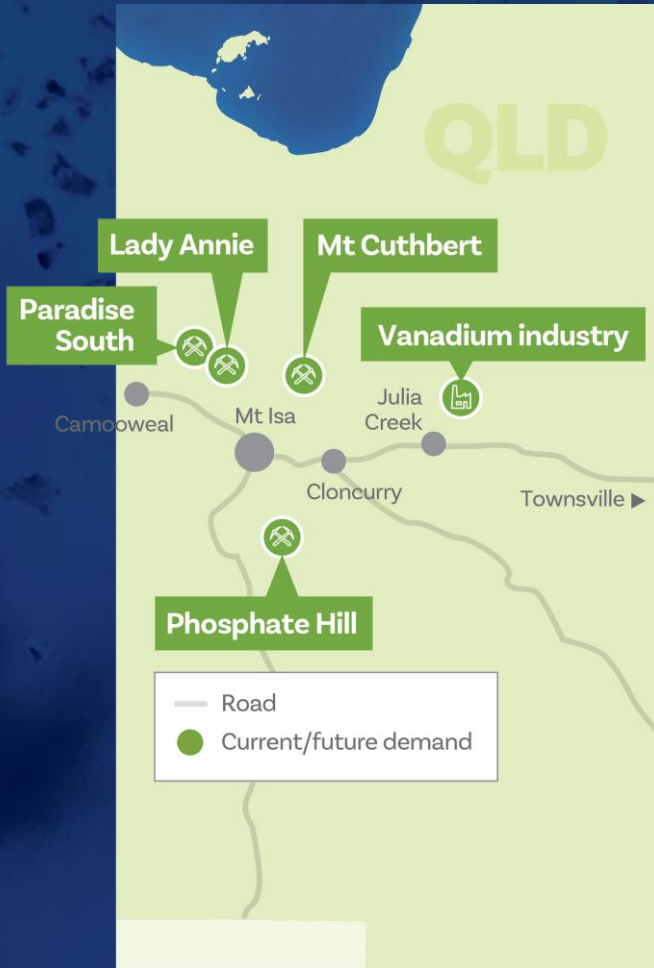 QLD
Lady Annie
Mt Cuthbert
Paradise
South
Vanadium industry
Camooweal
Mt Isa
Julia
Creek
Cloncurry
Townsville ▶
Phosphate Hill
Road
Current/future demand